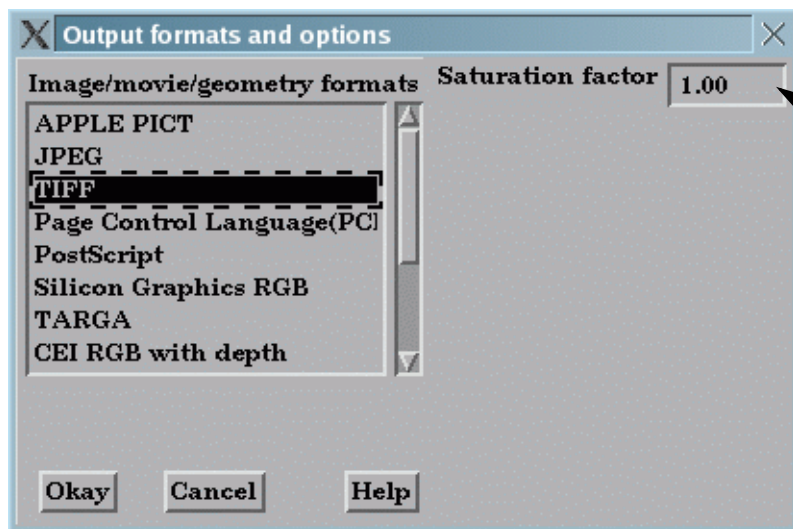 Output formats and options
Image/movie/geometry formats
Saturation factor 1.00
APPLE PICT
JPEG
TIFF
Page Control Language(PCl
PostScript
Silicon Graphics RGB
TARGA
CEI RGB with depth
Okay Cancel Help